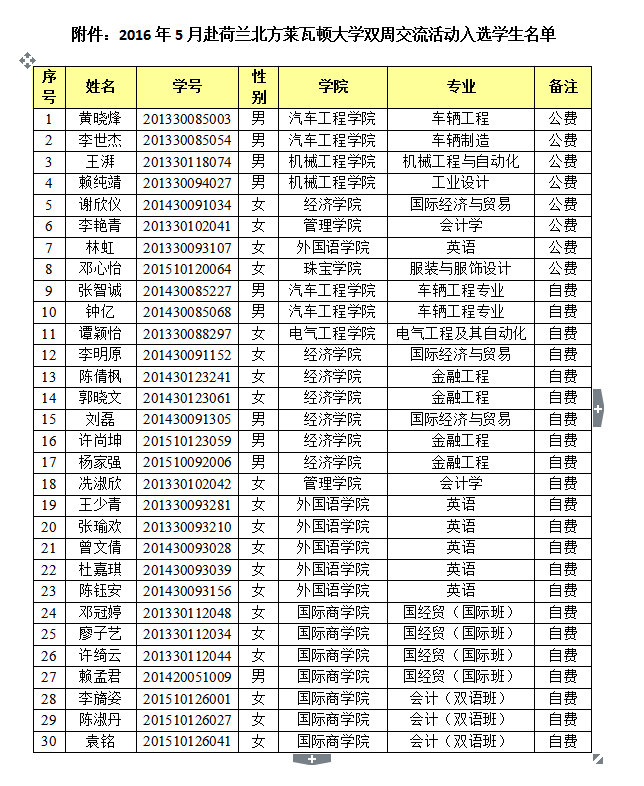 附件：2016 年 5 月赴荷兰北方莱瓦顿大学双周交流活动入选学生名单
序号 姓名 学号 性别 学院 专业 备注
1 黄晓烽 201330085003 男 汽车工程学院 车辆工程 公费
2 李世杰 201330085054 男 汽车工程学院 车辆制造 公费
3 王湃 201330118074 男 机械工程学院 机械工程与自动化 公费
4 赖纯靖 201330094027 男 机械工程学院 工业设计 公费
5 谢欣仪 201430091034 女 经济学院 国际经济与贸易 公费
6 李艳青 201330102041 女 管理学院 会计学 公费
7 林虹 201330093107 女 外国语学院 英语 公费
8 邓心怡 201510120064 女 珠宝学院 服装与服饰设计 公费
9 张智诚 201430085227 男 汽车工程学院 车辆工程专业 自费
10 钟亿 201430085068 男 汽车工程学院 车辆工程专业 自费
11 谭颖怡 201330088297 女 电气工程学院 电气工程及其自动化 自费
12 李明原 201430091152 女 经济学院 国际经济与贸易 自费
13 陈倩枫 201430123241 女 经济学院 金融工程 自费
14 郭晓文 201430123061 女 经济学院 金融工程 自费
15 刘磊 201430091305 男 经济学院 国际经济与贸易 自费
16 许尚坤 201510123059 男 经济学院 金融工程 自费
17 杨家强 201510092006 男 经济学院 金融工程 自费
18 冼淑欣 201330102042 女 管理学院 会计学 自费
19 王少青 201330093281 女 外国语学院 英语 自费
20 张瑜欢 201330093210 女 外国语学院 英语 自费
21 曾文倩 201430093028 女 外国语学院 英语 自费
22 杜嘉琪 201430093039 女 外国语学院 英语 自费
23 陈钰安 201430093156 女 外国语学院 英语 自费
24 邓冠婷 201330112048 女 国际商学院 国经贸（国际班） 自费
25 廖子艺 201330112034 女 国际商学院 国经贸（国际班） 自费
26 许绮云 201330112044 女 国际商学院 国经贸（国际班） 自费
27 赖孟君 201420051009 男 国际商学院 国经贸（国际班） 自费
28 李旖姿 201510126001 女 国际商学院 会计（双语班） 自费
29 陈淑丹 201510126027 女 国际商学院 会计（双语班） 自费
30 袁铭 201510126041 女 国际商学院 会计（双语班） 自费